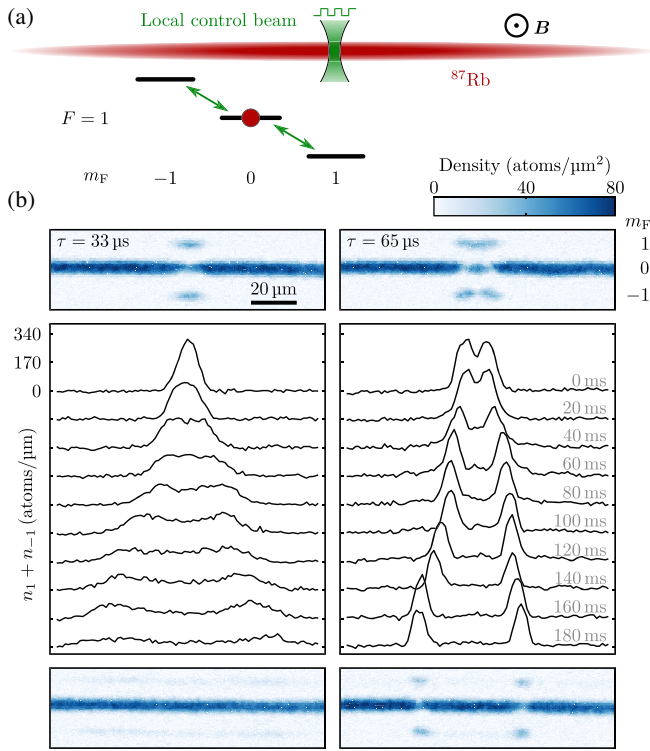 (a)
Local control beam
B
⁸⁷Rb
F = 1
m_F −1 0 1
(b)
Density (atoms/µm²)
0 40 80
m_F
τ = 33 µs
τ = 65 µs
1
0
−1
20 µm
340
170
0
n₁ + n₋₁ (atoms/µm)
0 ms
20 ms
40 ms
60 ms
80 ms
100 ms
120 ms
140 ms
160 ms
180 ms